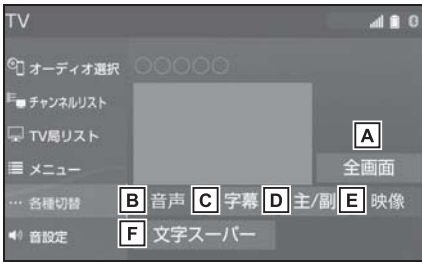 TV
オーディオ選択 ○○○○○
チャンネルリスト
TV局リスト
A
メニュー 全画面
… 各種切替 B 音声 C 字幕 D 主/副 E 映像
音設定 F 文字スーパー